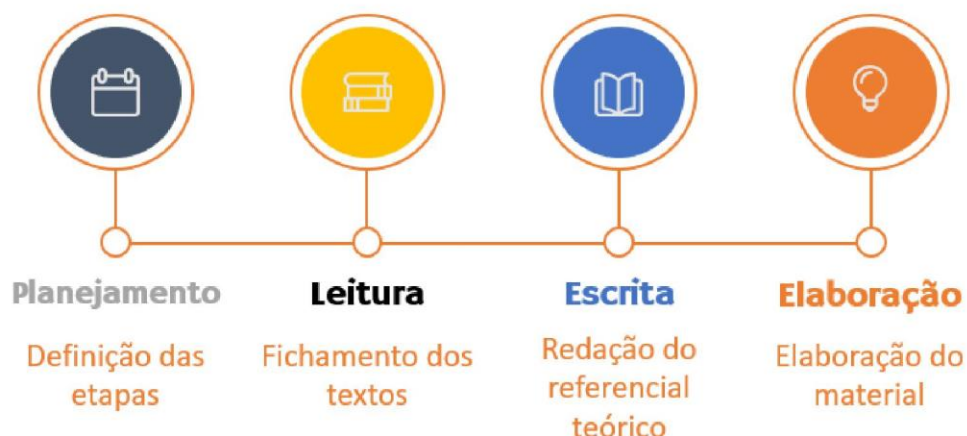 Planejamento
Definição das
etapas
Leitura
Fichamento dos
textos
Escrita
Redação do
referencial
teórico
Elaboração
Elaboração do
material